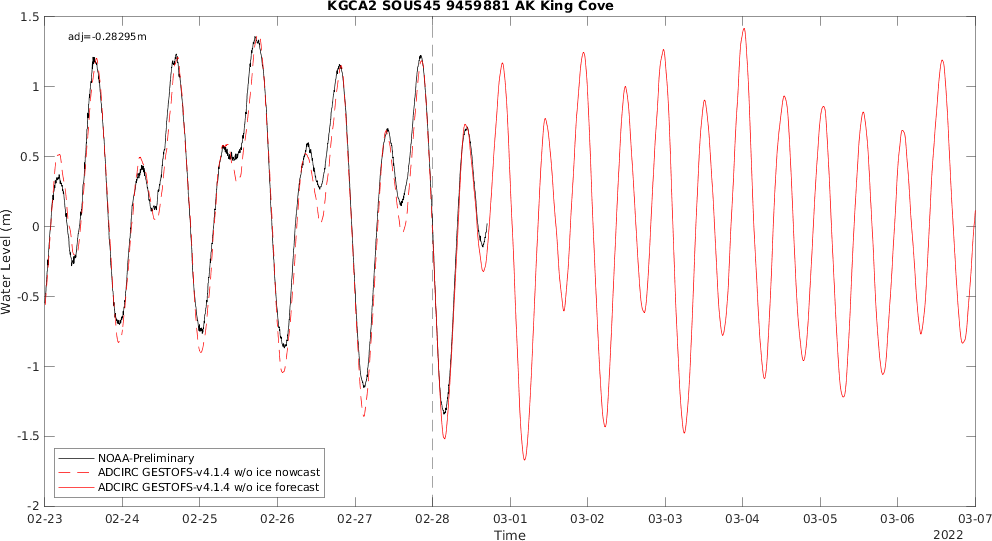 KGCA2 SOUS45 9459881 AK King Cove
adj=-0.28295m
1.5
1
0.5
0
-0.5
-1
-1.5
-2
Water Level (m)
NOAA-Preliminary
ADCIRC GESTOFS-v4.1.4 w/o ice nowcast
ADCIRC GESTOFS-v4.1.4 w/o ice forecast
02-23 02-24 02-25 02-26 02-27 02-28 03-01 03-02 03-03 03-04 03-05 03-06 03-07
Time
2022